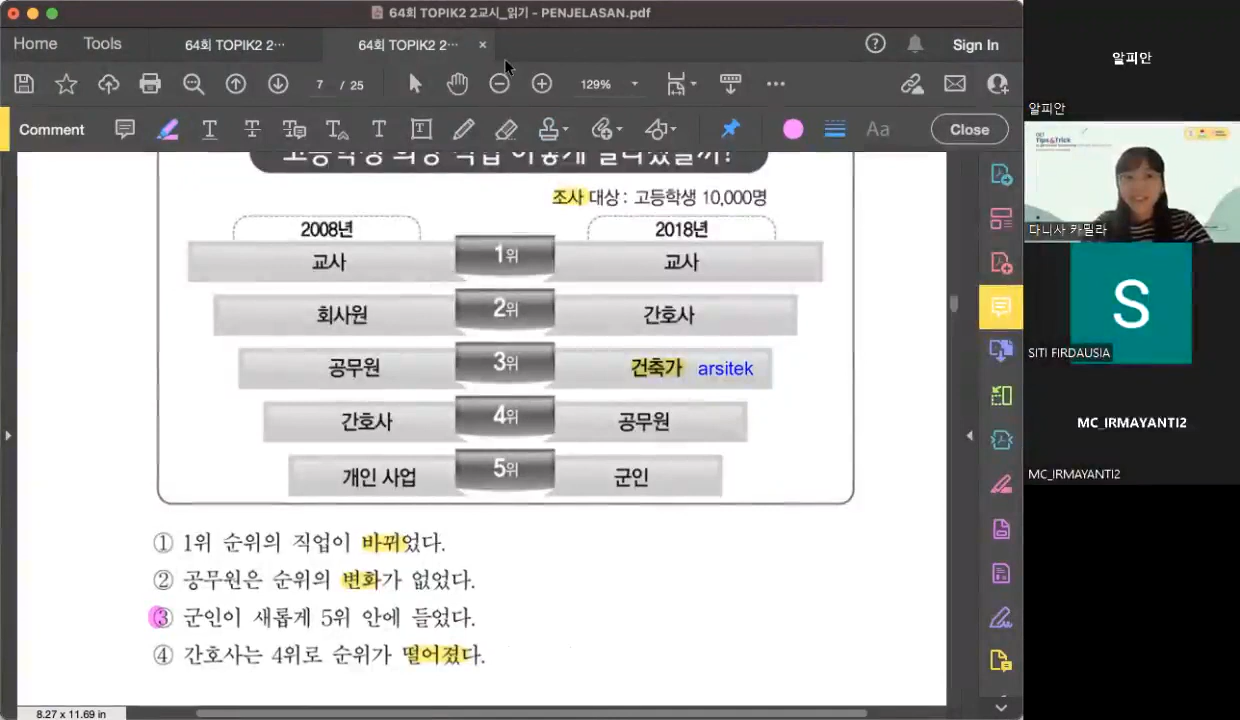 64회 TOPIK2 2교시_읽기 - PENJELASAN.pdf
Home
Tools
64회 TOPIK2 2···
64회 TOPIK2 2···
×
Sign In
7 / 25
129%
Comment
Aa
Close
고등학생
조사 대상 : 고등학생 10,000명
2008년
2018년
교사
1위
교사
회사원
2위
간호사
공무원
3위
건축가 arsitek
간호사
4위
공무원
개인 사업
5위
군인
① 1위 순위의 직업이 바뀌었다.
② 공무원은 순위의 변화가 없었다.
③ 군인이 새롭게 5위 안에 들었다.
④ 간호사는 4위로 순위가 떨어졌다.
8.27 x 11.69 in
알피안
알피안
Tips&Trick
다니사 카밀라
S
SITI FIRDAUSIA
MC_IRMAYANTI2
MC_IRMAYANTI2